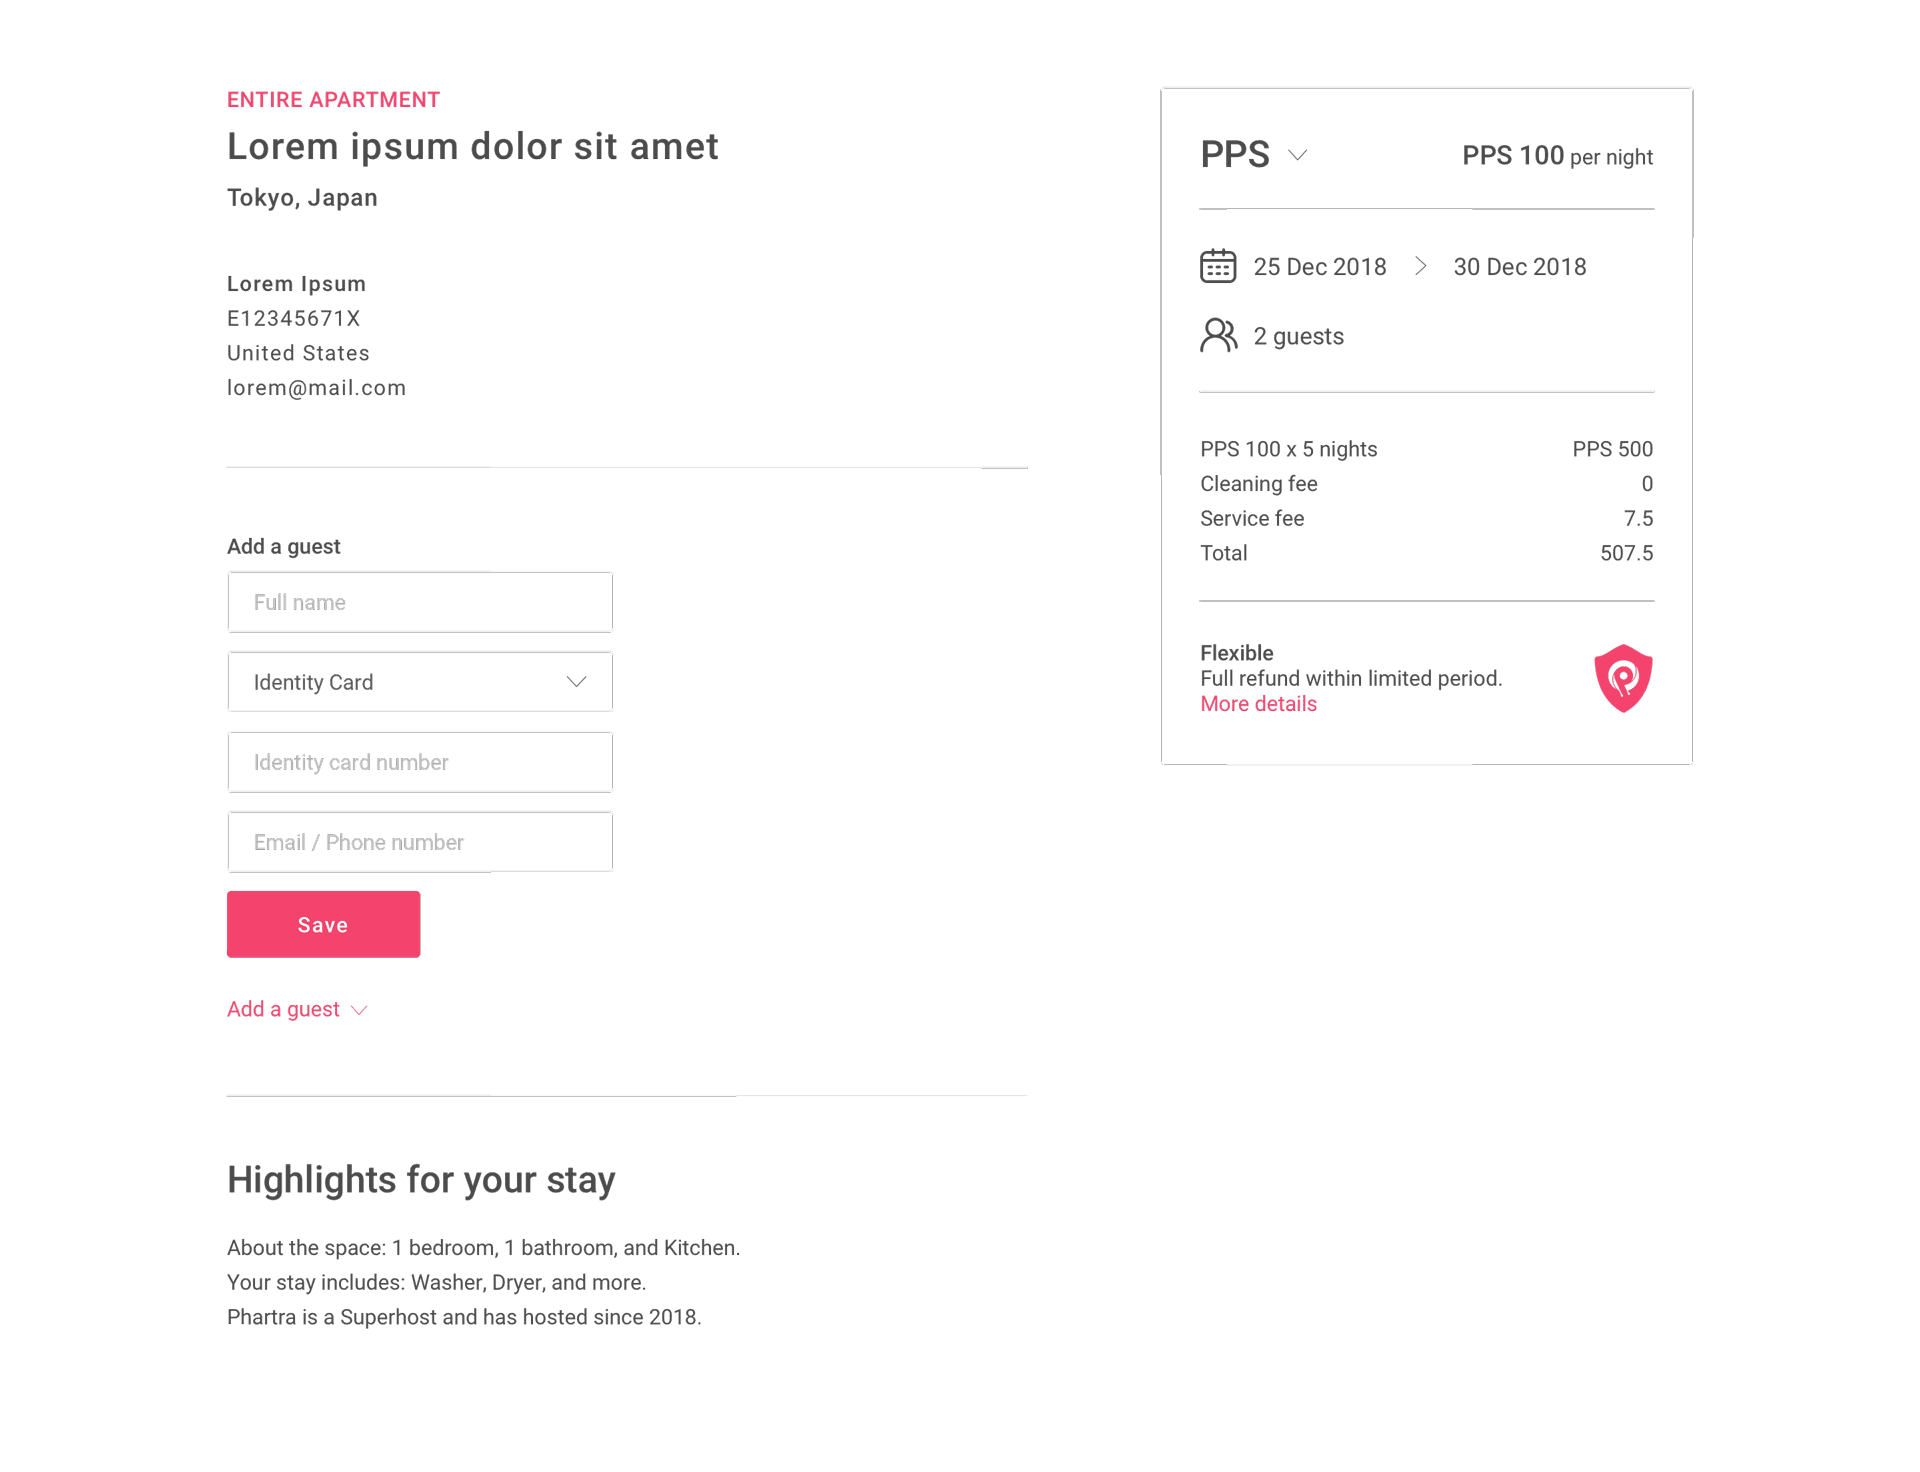 ENTIRE APARTMENT
Lorem ipsum dolor sit amet
Tokyo, Japan
Lorem Ipsum
E12345671X
United States
lorem@mail.com
Add a guest
Full name
Identity Card
Identity card number
Email / Phone number
Save
Add a guest
Highlights for your stay
About the space: 1 bedroom, 1 bathroom, and Kitchen.
Your stay includes: Washer, Dryer, and more.
Phartra is a Superhost and has hosted since 2018.
PPS PPS 100 per night
25 Dec 2018 30 Dec 2018
2 guests
PPS 100 x 5 nights PPS 500
Cleaning fee 0
Service fee 7.5
Total 507.5
Flexible
Full refund within limited period.
More details